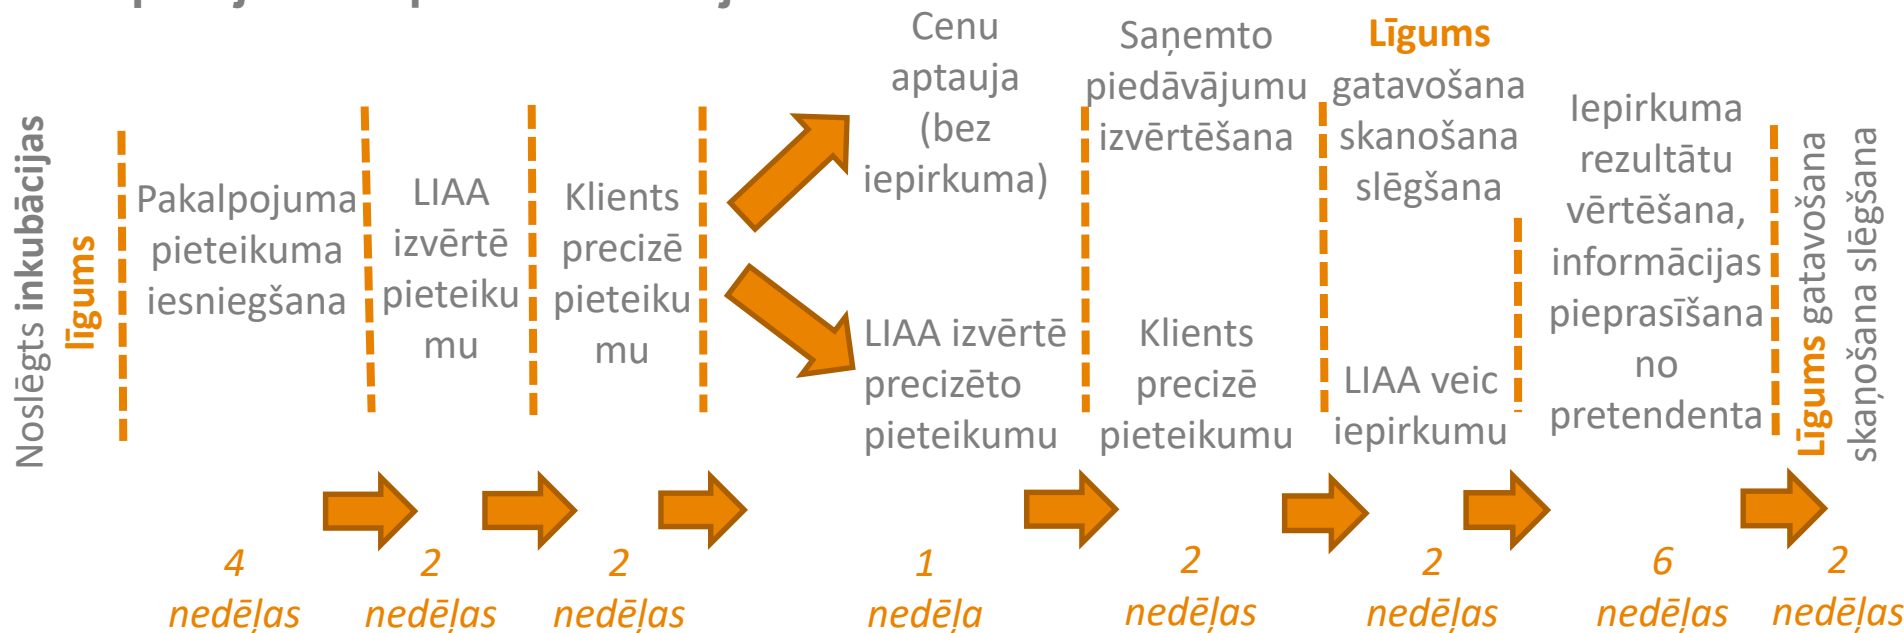 Noslēgts inkubācijas
līgums
Pakalpojuma
pieteikuma
iesniegšana
LIAA
izvērtē
pieteiku
mu
Klients
precizē
pieteiku
mu
Cenu
aptauja
(bez
iepirkuma)
Saņemto
piedāvājumu
izvērtēšana
Līgums
gatavošana
skanošana
slēgšana
LIAA izvērtē
precizēto
pieteikumu
Klients
precizē
pieteikumu
LIAA veic
iepirkumu
Iepirkuma
rezultātu
vērtēšana,
informācijas
pieprasīšana
no
pretendenta
Līgums gatavošana
skaņošana slēgšana
4
nedēļas
2
nedēļas
2
nedēļas
1
nedēļa
2
nedēļas
2
nedēļas
6
nedēļas
2
nedēļas